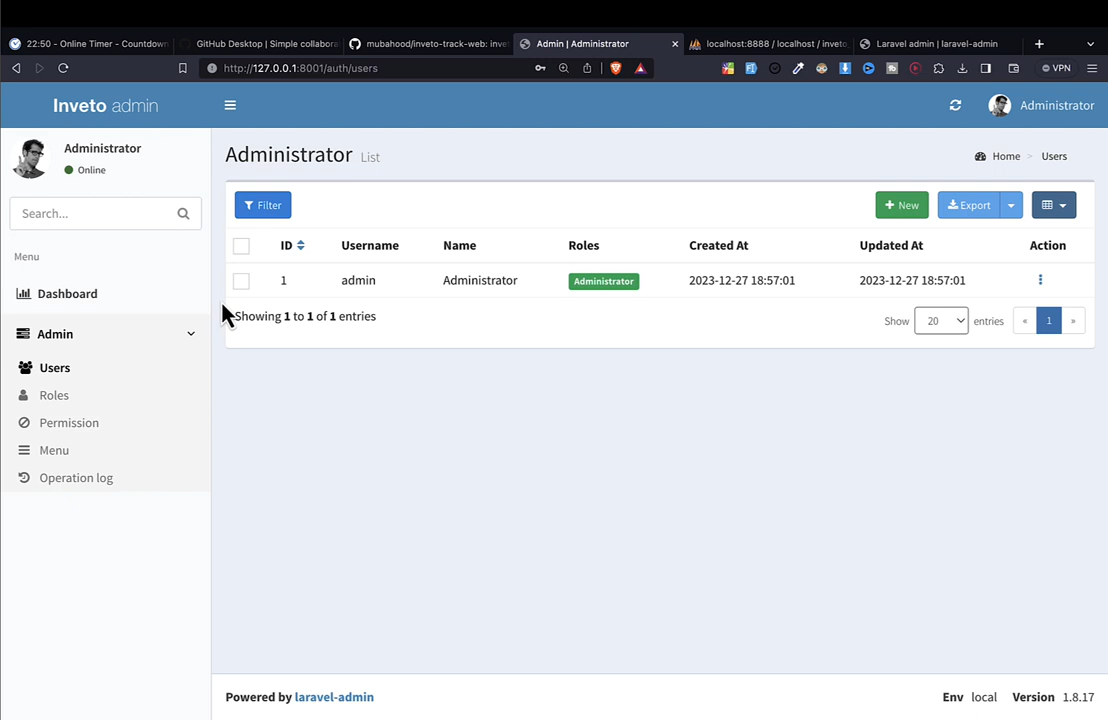 22:50 - Online Timer - Countdown
GitHub Desktop | Simple collabora
mubahood/inveto-track-web: inve
Admin | Administrator
localhost:8888 / localhost / inveto
Laravel admin | laravel-admin
http://127.0.0.1:8001/auth/users
VPN
Inveto admin
Administrator
Administrator
Online
Search...
Menu
Dashboard
Admin
Users
Roles
Permission
Menu
Operation log
Administrator List
Home > Users
Filter
New
Export
ID Username Name Roles Created At Updated At Action
1 admin Administrator Administrator 2023-12-27 18:57:01 2023-12-27 18:57:01
Showing 1 to 1 of 1 entries
Show 20 entries « 1 »
Powered by laravel-admin
Env local Version 1.8.17